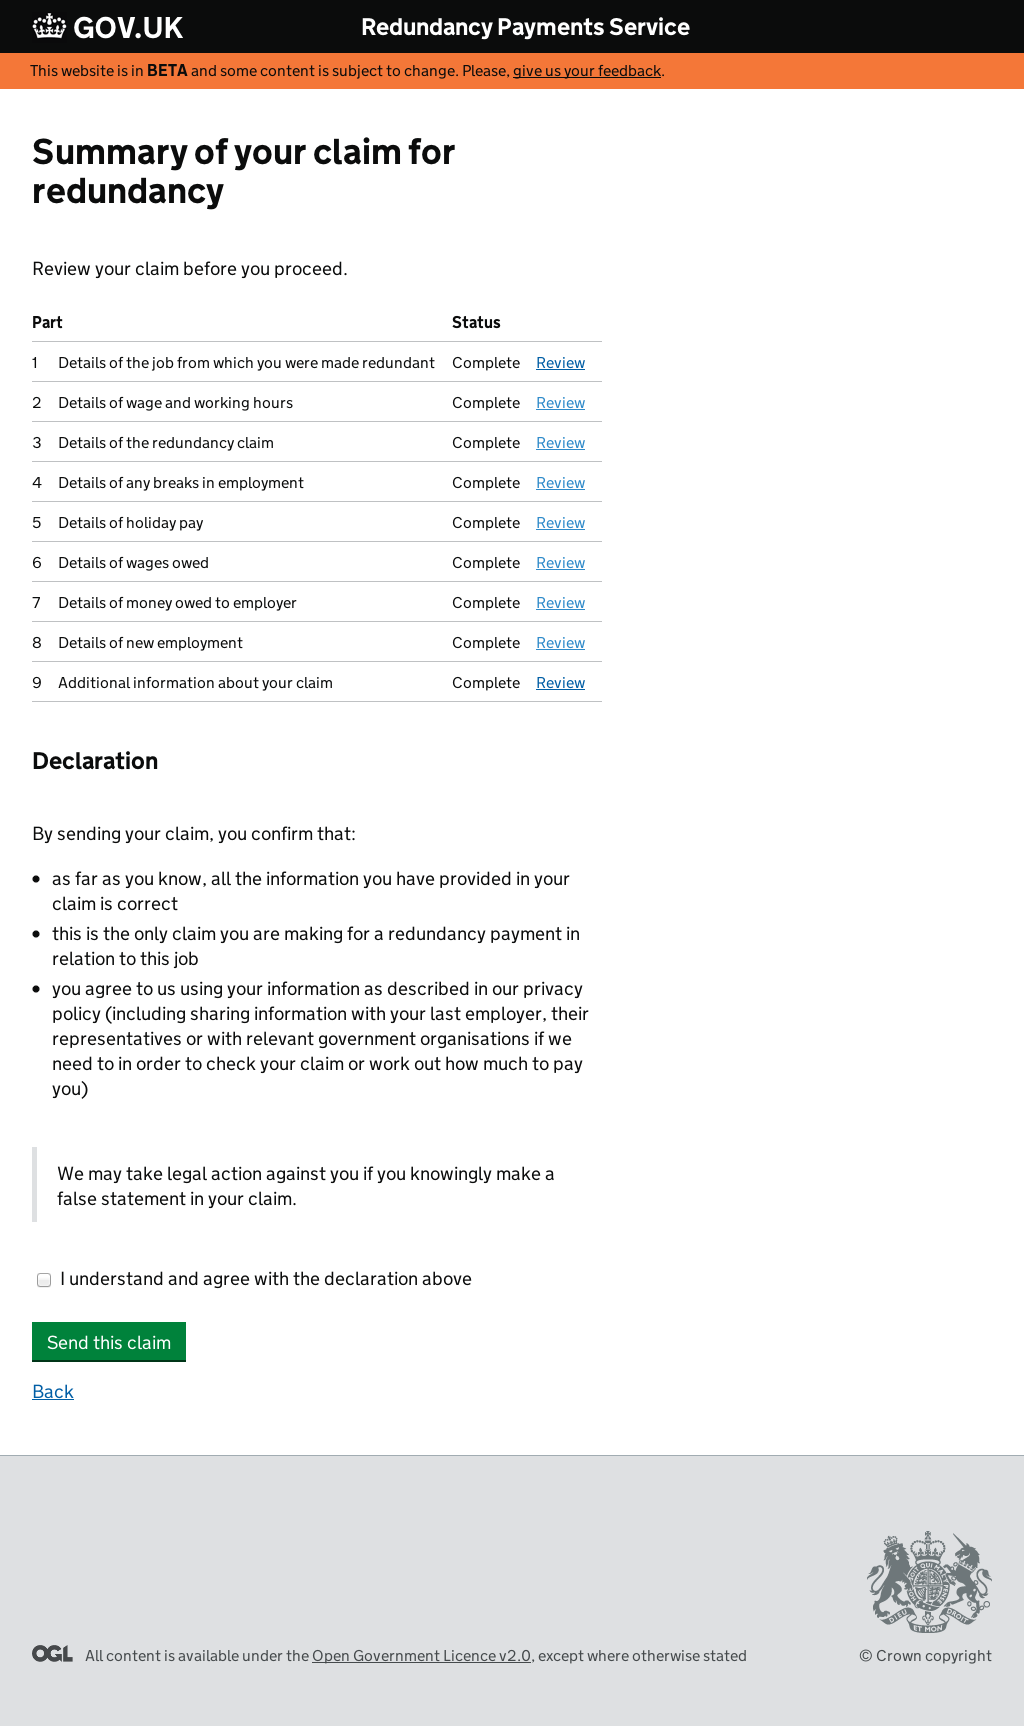 GOV.UK Redundancy Payments Service
This website is in BETA and some content is subject to change. Please, give us your feedback.
Summary of your claim for
redundancy
Review your claim before you proceed.
Part Status
1 Details of the job from which you were made redundant Complete Review
2 Details of wage and working hours Complete Review
3 Details of the redundancy claim Complete Review
4 Details of any breaks in employment Complete Review
5 Details of holiday pay Complete Review
6 Details of wages owed Complete Review
7 Details of money owed to employer Complete Review
8 Details of new employment Complete Review
9 Additional information about your claim Complete Review
Declaration
By sending your claim, you confirm that:
• as far as you know, all the information you have provided in your
claim is correct
• this is the only claim you are making for a redundancy payment in
relation to this job
• you agree to us using your information as described in our privacy
policy (including sharing information with your last employer, their
representatives or with relevant government organisations if we
need to in order to check your claim or work out how much to pay
you)
We may take legal action against you if you knowingly make a
false statement in your claim.
I understand and agree with the declaration above
Send this claim
Back
DIEU ET MON DROIT
OGL All content is available under the Open Government Licence v2.0, except where otherwise stated © Crown copyright